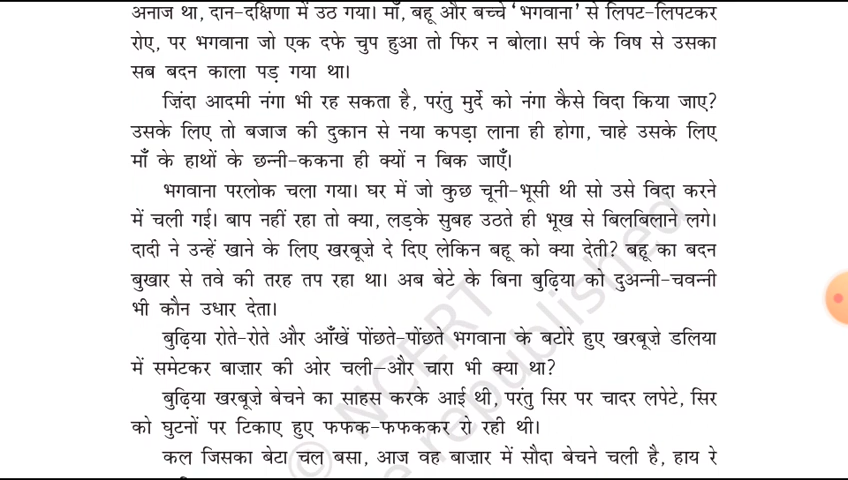 अनाज था, दान-दक्षिणा में उठ गया। माँ, बहू और बच्चे ‘भगवाना’ से लिपट-लिपटकर
रोए, पर भगवाना जो एक दफे चुप हुआ तो फिर न बोला। सर्प के विष से उसका
सब बदन काला पड़ गया था।
ज़िंदा आदमी नंगा भी रह सकता है, परंतु मुर्दे को नंगा कैसे विदा किया जाए?
उसके लिए तो बजाज की दुकान से नया कपड़ा लाना ही होगा, चाहे उसके लिए
माँ के हाथों के छन्नी-ककना ही क्यों न बिक जाएँ।
भगवाना परलोक चला गया। घर में जो कुछ चूनी-भूसी थी सो उसे विदा करने
में चली गई। बाप नहीं रहा तो क्या, लड़के सुबह उठते ही भूख से बिलबिलाने लगे।
दादी ने उन्हें खाने के लिए खरबूज़े दे दिए लेकिन बहू को क्या देती? बहू का बदन
बुखार से तवे की तरह तप रहा था। अब बेटे के बिना बुढ़िया को दुअन्नी-चवन्नी
भी कौन उधार देता।
बुढ़िया रोते-रोते और आँखें पोंछते-पोंछते भगवाना के बटोरे हुए खरबूजे डलिया
में समेटकर बाज़ार की ओर चली—और चारा भी क्या था?
बुढ़िया खरबूज़े बेचने का साहस करके आई थी, परंतु सिर पर चादर लपेटे, सिर
को घुटनों पर टिकाए हुए फफक-फफककर रो रही थी।
कल जिसका बेटा चल बसा, आज वह बाज़ार में सौदा बेचने चली है, हाय रे
© NCERT
be republished